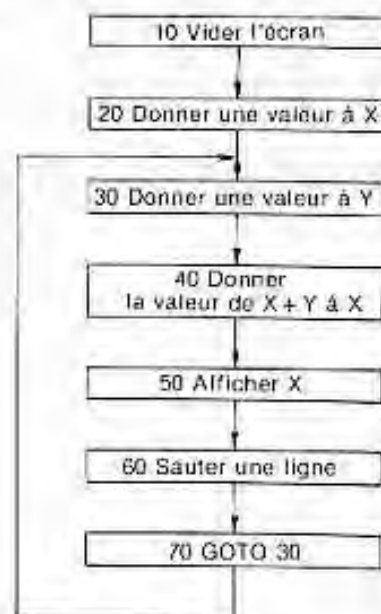 10 Vider l'écran
20 Donner une valeur à X
30 Donner une valeur à Y
40 Donner
la valeur de X + Y à X
50 Afficher X
60 Sauter une ligne
70 GOTO 30